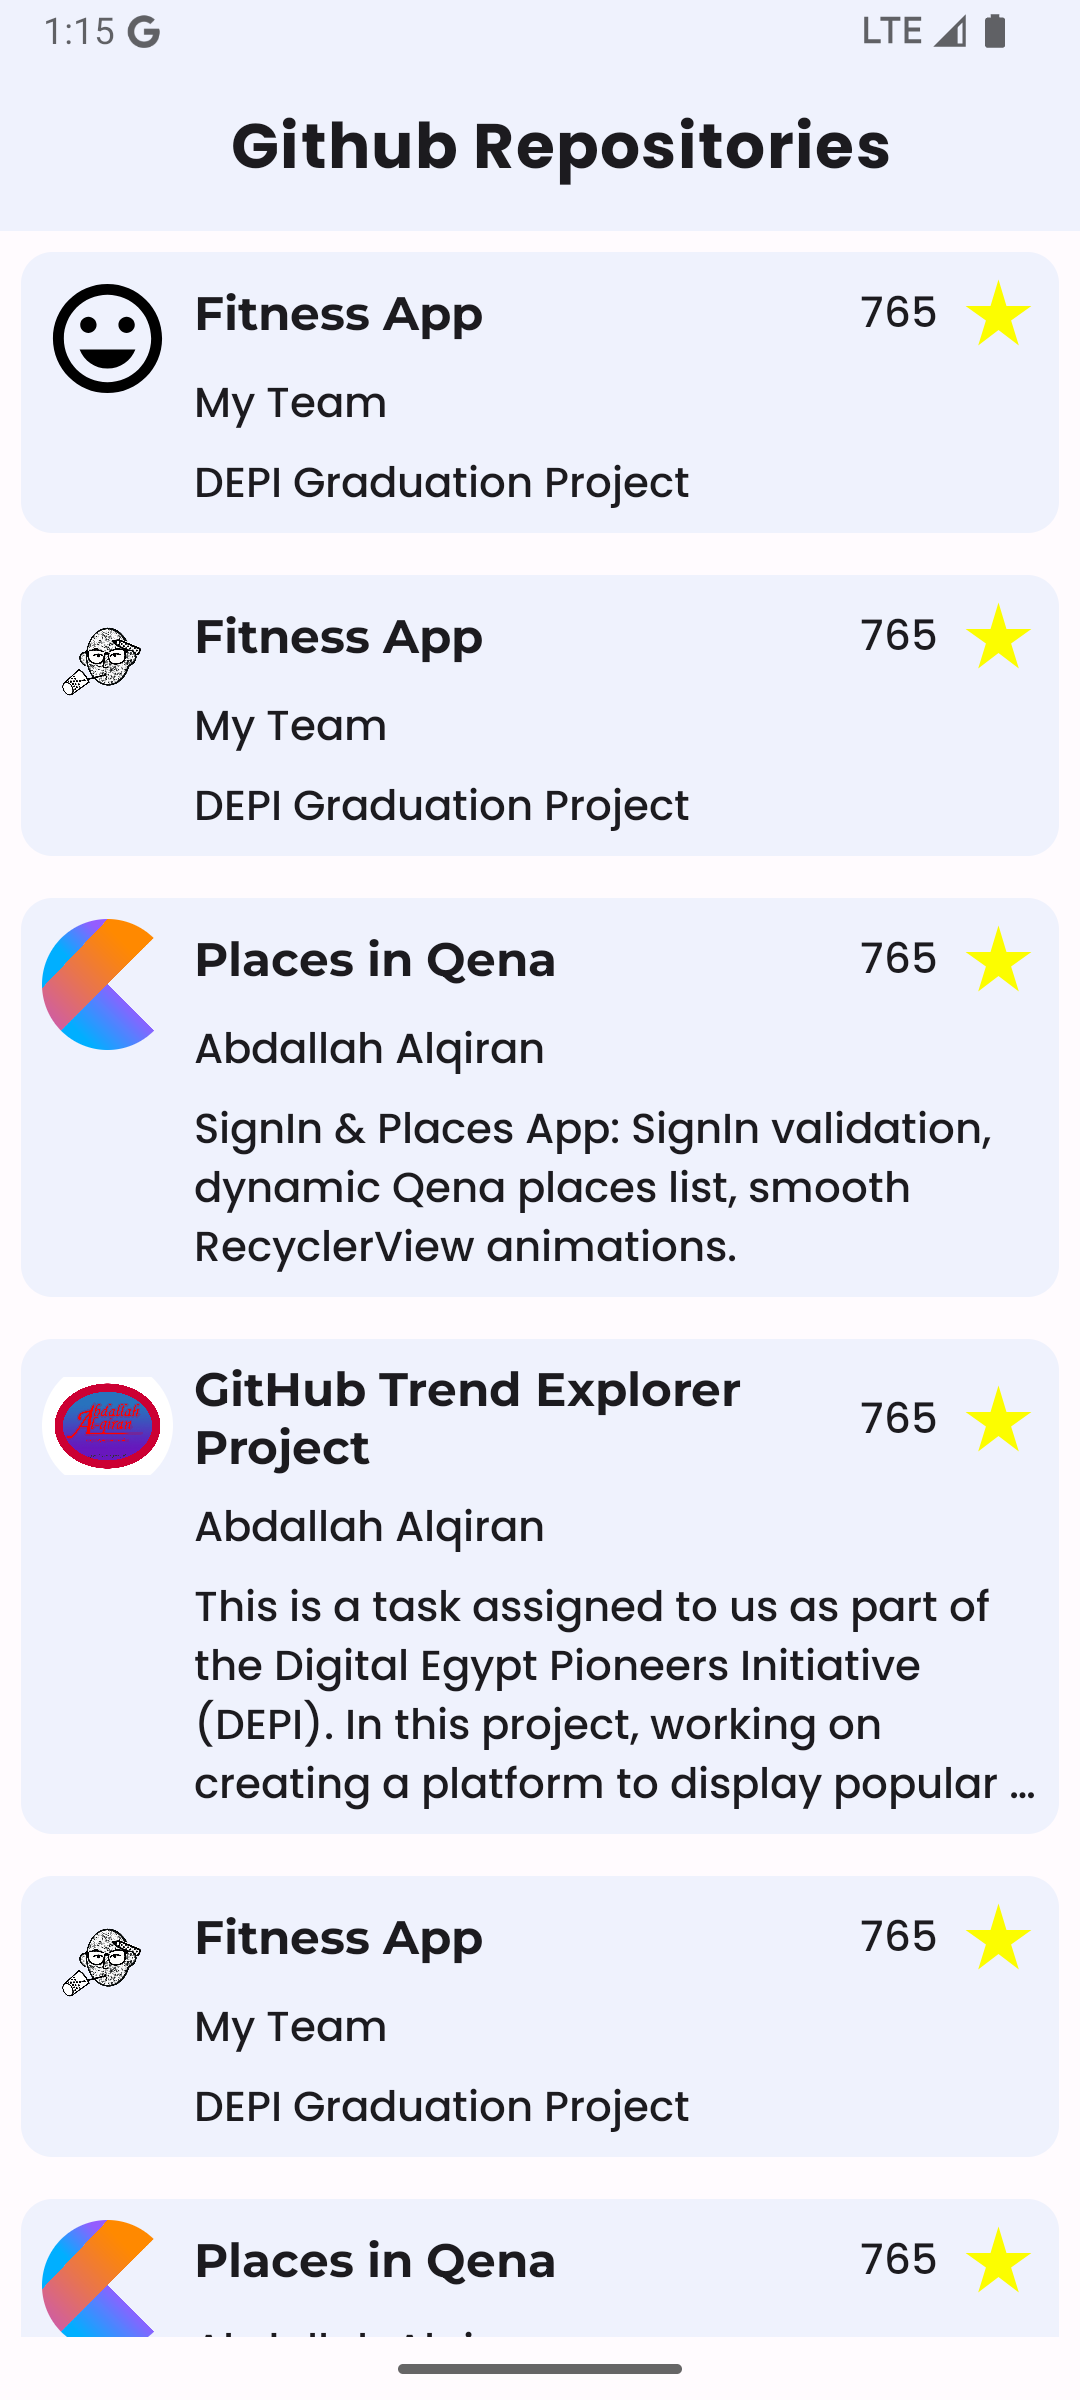 1:15
LTE
Github Repositories
Fitness App
765
My Team
DEPI Graduation Project
Fitness App
765
My Team
DEPI Graduation Project
Places in Qena
765
Abdallah Alqiran
SignIn & Places App: SignIn validation,
dynamic Qena places list, smooth
RecyclerView animations.
Abdallah
Alqiran
GitHub Trend Explorer
Project
765
Abdallah Alqiran
This is a task assigned to us as part of
the Digital Egypt Pioneers Initiative
(DEPI). In this project, working on
creating a platform to display popular ...
Fitness App
765
My Team
DEPI Graduation Project
Places in Qena
765